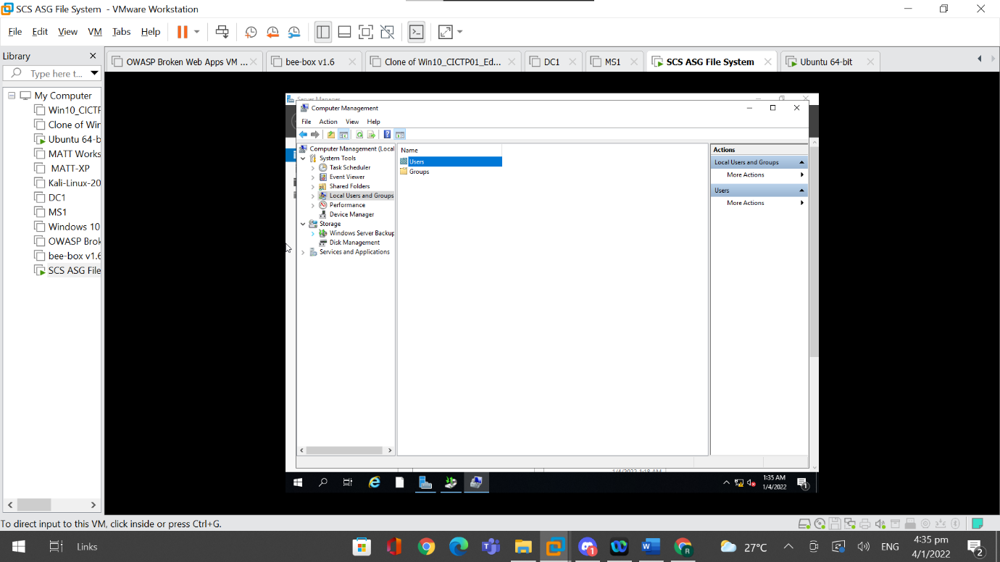 SCS ASG File System - VMware Workstation
File Edit View VM Tabs Help
Library
Type here t...
OWASP Broken Web Apps VM ...
bee-box v1.6
Clone of Win10_CICTP01_Ed...
DC1
MS1
SCS ASG File System
Ubuntu 64-bit
My Computer
Win10_CICTF
Clone of Win
Ubuntu 64-b
MATT Works
MATT-XP
Kali-Linux-20
DC1
MS1
Windows 10
OWASP Brok
bee-box v1.6
SCS ASG File
Server Manager
Computer Management
File Action View Help
Computer Management (Local
System Tools
Task Scheduler
Event Viewer
Shared Folders
Local Users and Groups
Performance
Device Manager
Storage
Windows Server Backup
Disk Management
Services and Applications
Name
Users
Groups
Actions
Local Users and Groups
More Actions
Users
More Actions
1/4/2022 1:18 AM
1:35 AM
1/4/2022
1
To direct input to this VM, click inside or press Ctrl+G.
Links
1
27°C
ENG
4:35 pm
4/1/2022
2